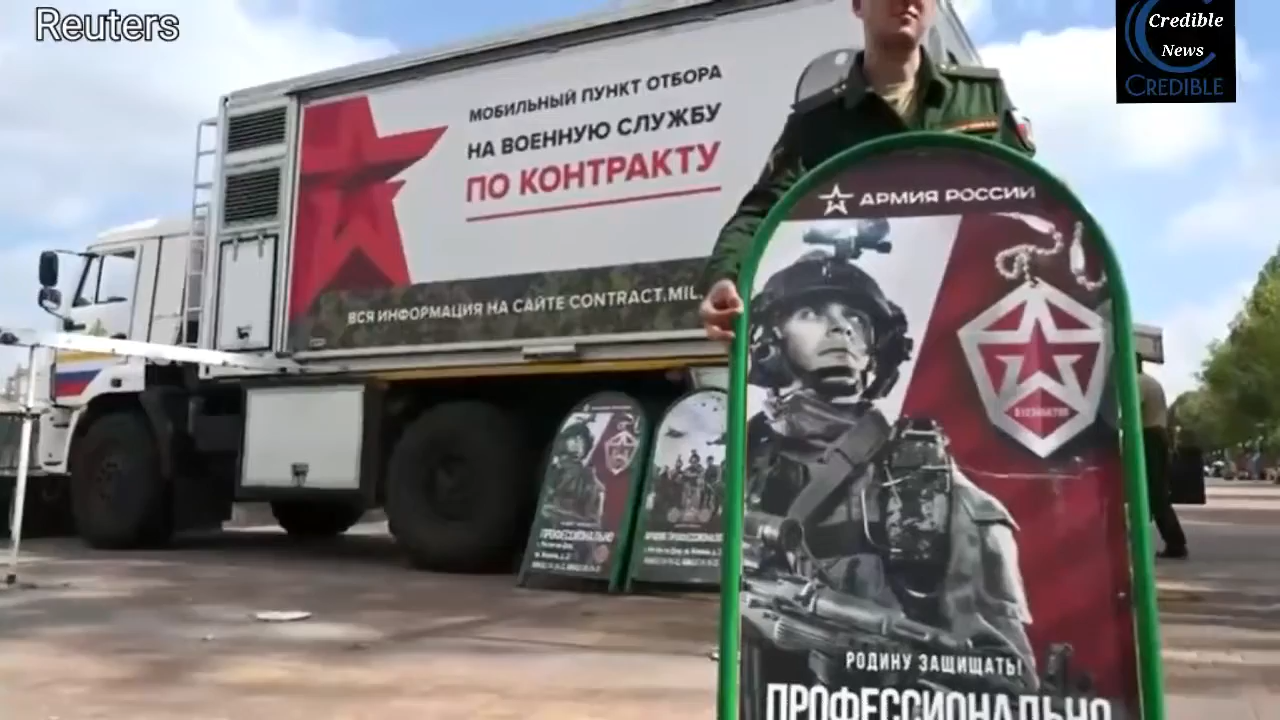 Reuters
Credible
News
CREDIBLE
МОБИЛЬНЫЙ ПУНКТ ОТБОРА
НА ВОЕННУЮ СЛУЖБУ
ПО КОНТРАКТУ
ВСЯ ИНФОРМАЦИЯ НА САЙТЕ CONTRACT.MIL.
АРМИЯ РОССИИ
РОДИНУ ЗАЩИЩАТЬ!
ПРОФЕССИОНАЛЬНО
ПРОФЕССИОНАЛЬНО